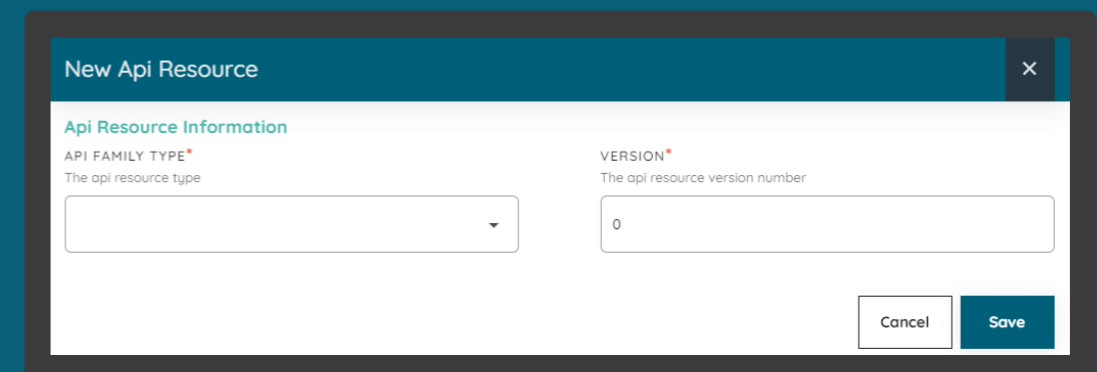 New Api Resource
Api Resource Information
API FAMILY TYPE*
The api resource type
VERSION*
The api resource version number
0
Cancel
Save